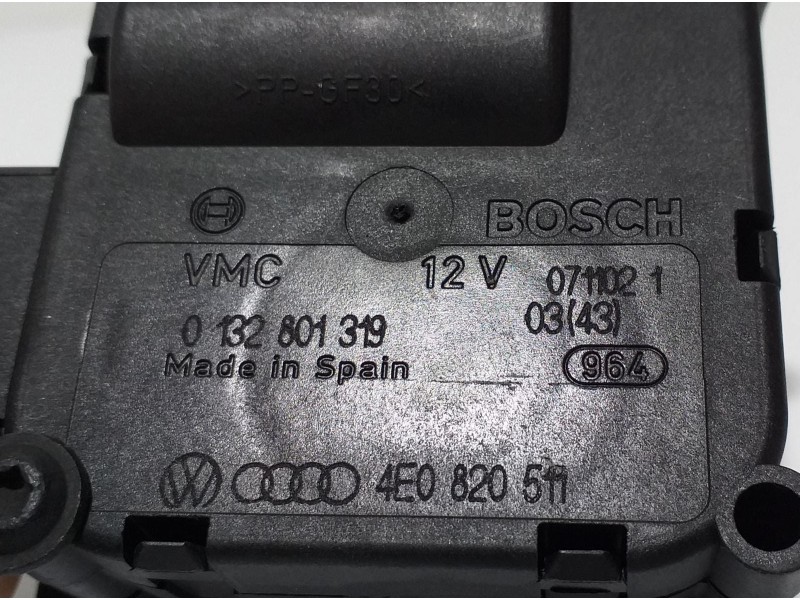 >PP-GF30<
BOSCH
VMC 12 V 071102 1
0 132 801 319 03(43)
Made in Spain 964
4E0 820 511